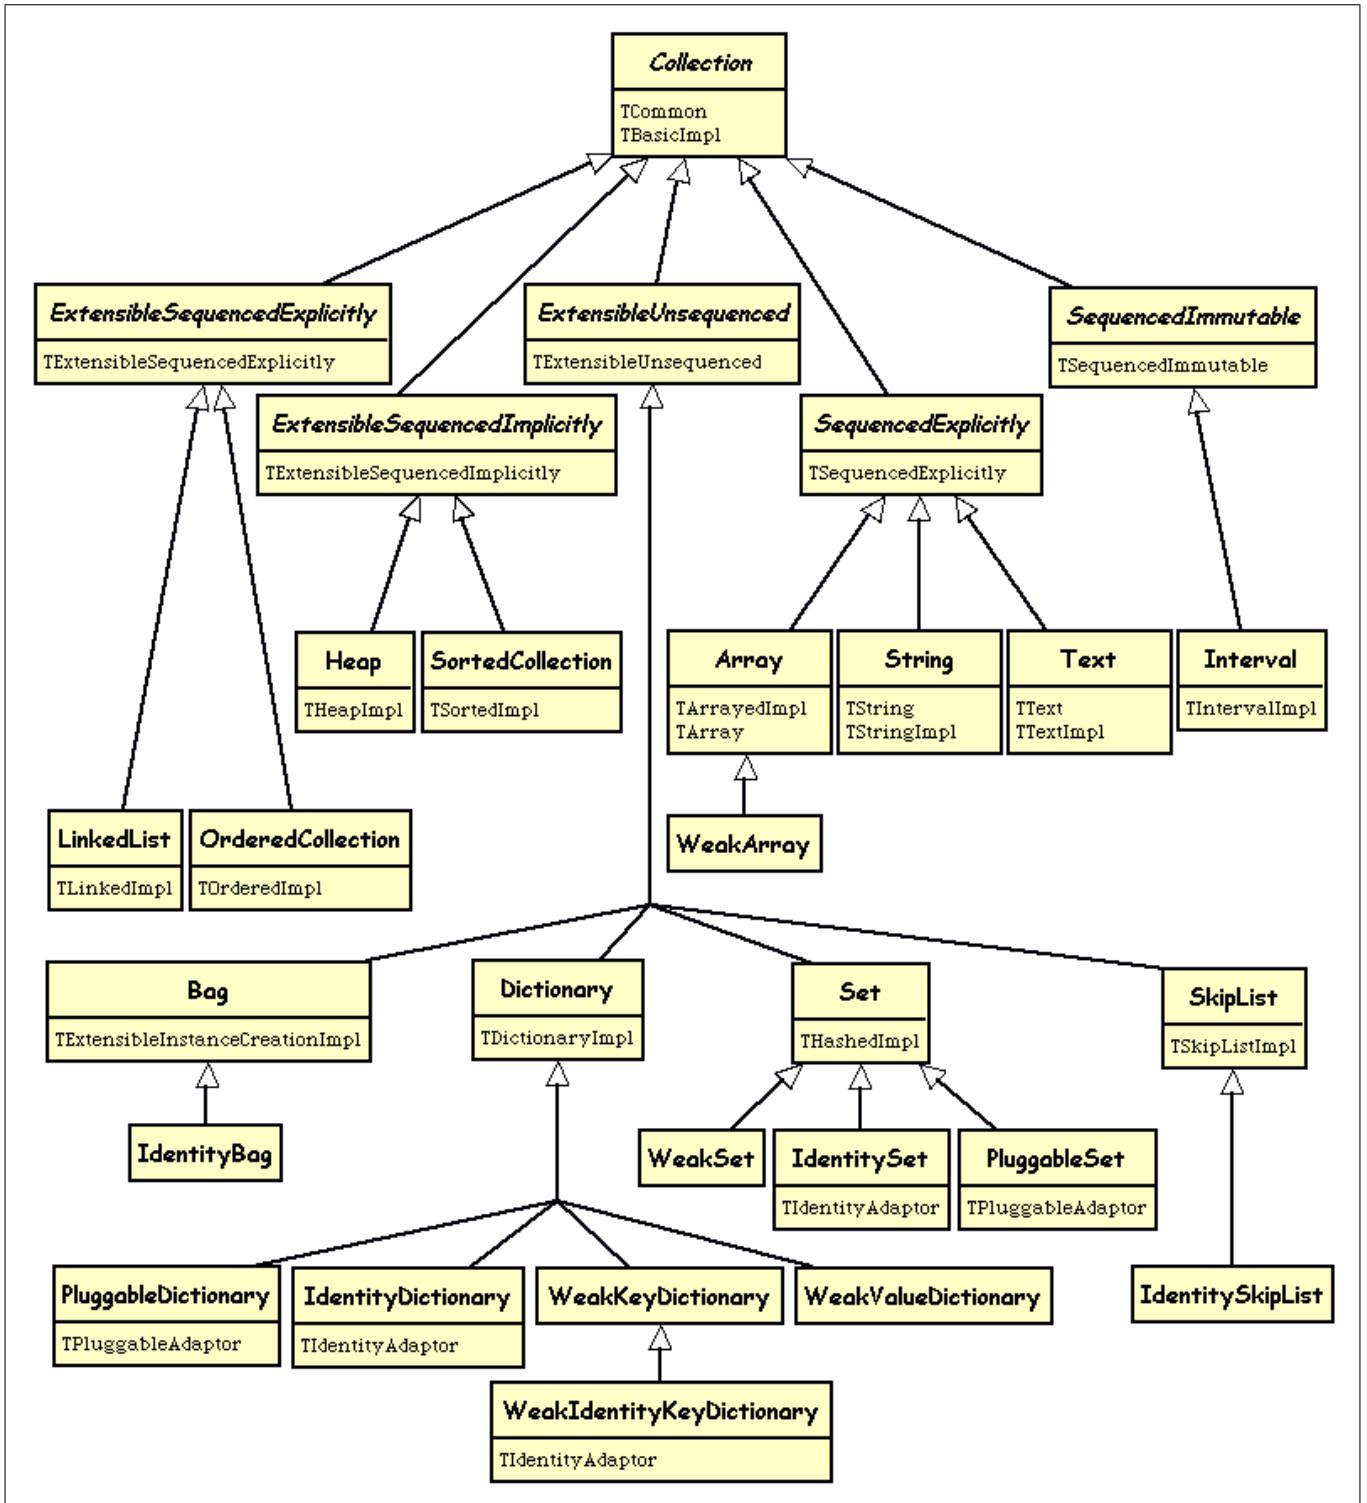 Collection
TCommon
TBasicImpl
ExtensibleSequencedExplicitly
TExtensibleSequencedExplicitly
ExtensibleUnsequenced
TExtensibleUnsequenced
SequencedImmutable
TSequencedImmutable
ExtensibleSequencedImplicitly
TExtensibleSequencedImplicitly
SequencedExplicitly
TSequencedExplicitly
Heap
THeapImpl
SortedCollection
TSortedImpl
Array
TArrayedImpl
TArray
String
TString
TStringImpl
Text
TText
TTextImpl
Interval
TIntervalImpl
LinkedList
TLinkedImpl
OrderedCollection
TOrderedImpl
WeakArray
Bag
TExtensibleInstanceCreationImpl
Dictionary
TDictionaryImpl
Set
THashedImpl
SkipList
TSkipListImpl
IdentityBag
WeakSet
IdentitySet
TIdentityAdaptor
PluggableSet
TPluggableAdaptor
PluggableDictionary
TPluggableAdaptor
IdentityDictionary
TIdentityAdaptor
WeakKeyDictionary
WeakValueDictionary
IdentitySkipList
WeakIdentityKeyDictionary
TIdentityAdaptor